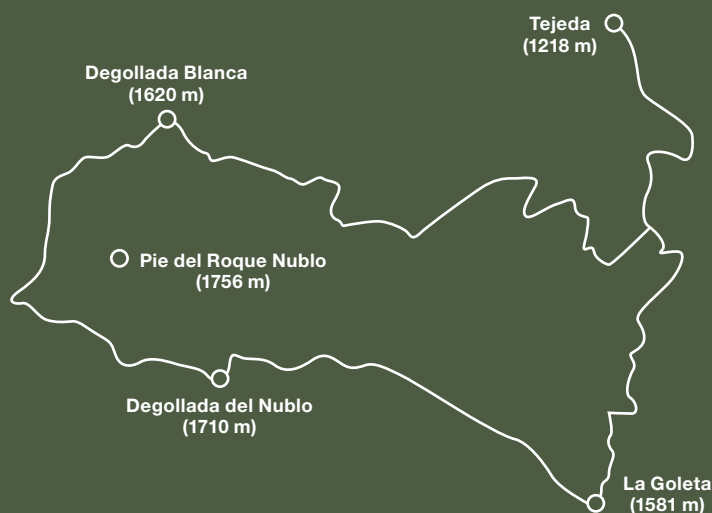 Tejeda
(1218 m)
Degollada Blanca
(1620 m)
Pie del Roque Nublo
(1756 m)
Degollada del Nublo
(1710 m)
La Goleta
(1581 m)